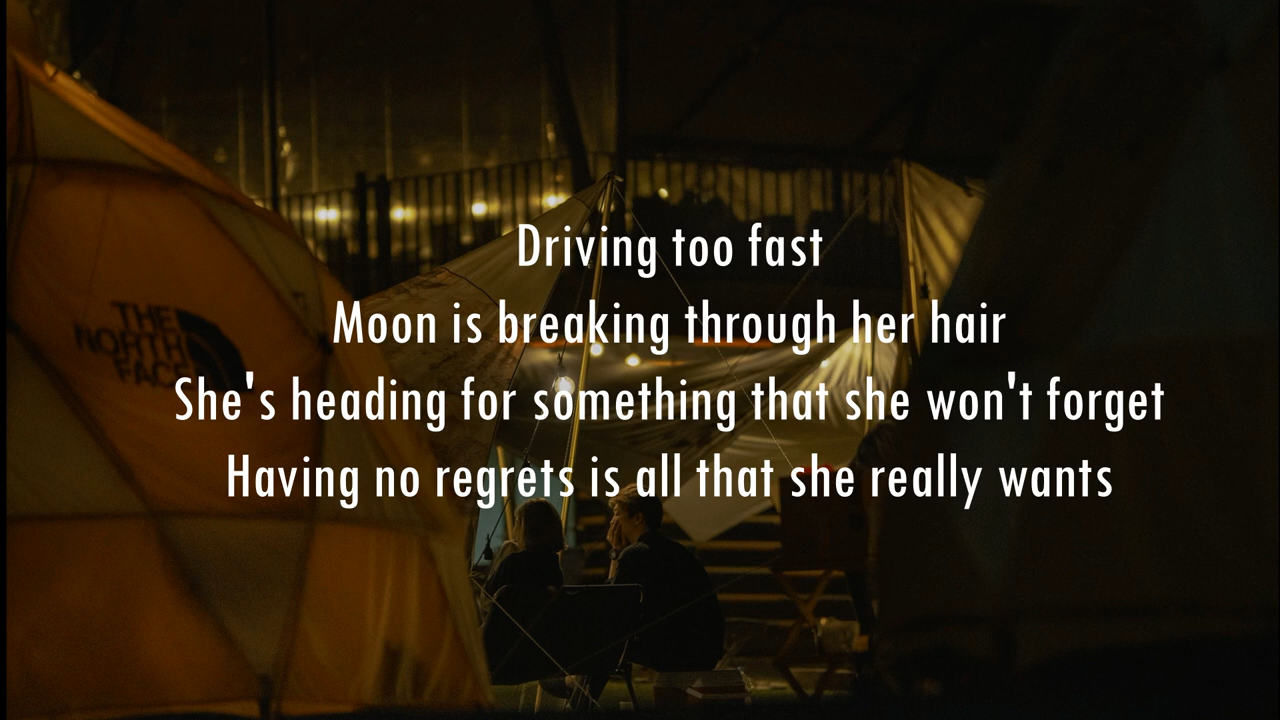 Driving too fast
Moon is breaking through her hair
She's heading for something that she won't forget
Having no regrets is all that she really wants
THE
NORTH
FACE